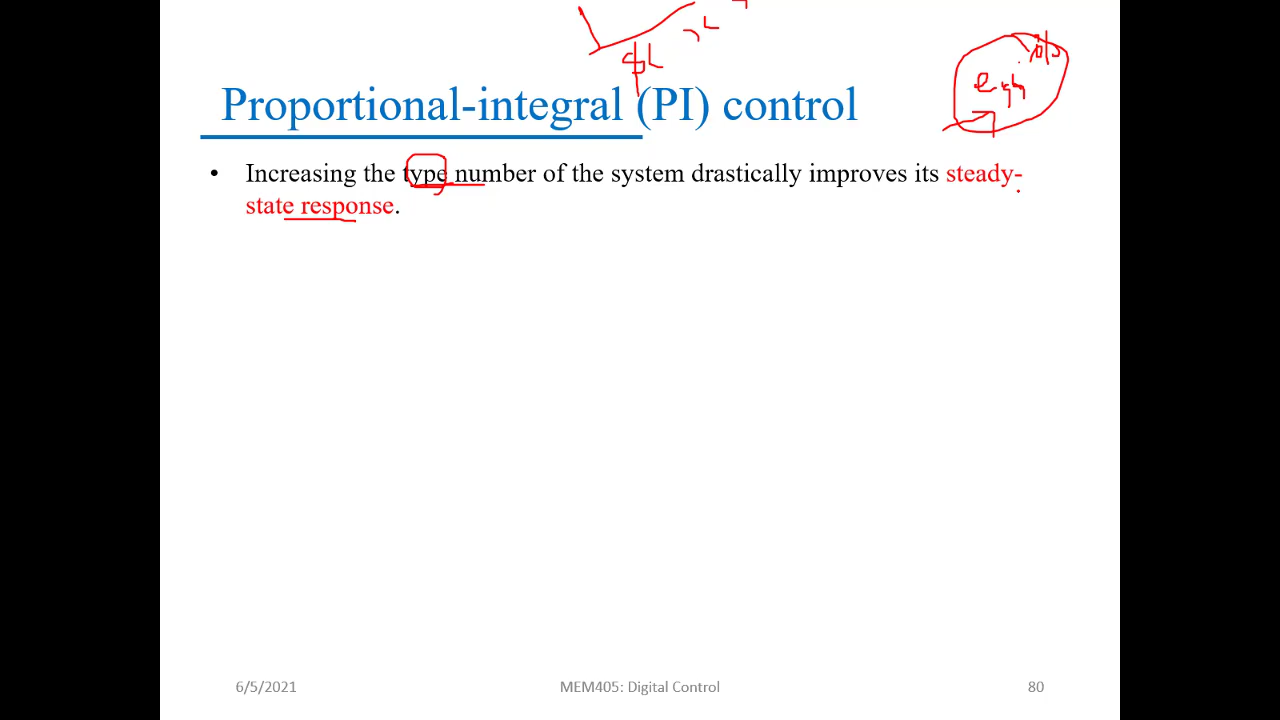 Proportional-integral (PI) control
• Increasing the type number of the system drastically improves its steady-
state response.
6/5/2021 MEM405: Digital Control 80